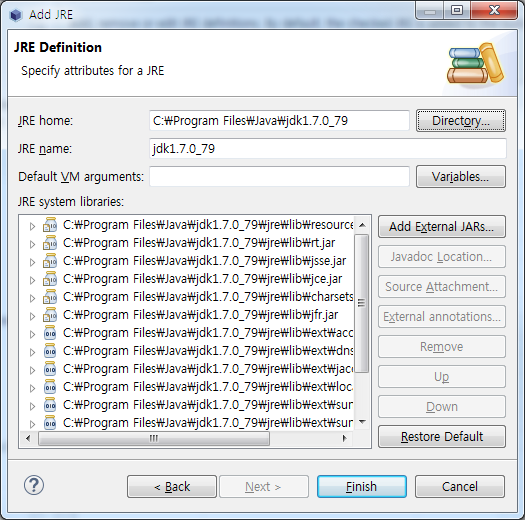 Add JRE
JRE Definition
Specify attributes for a JRE
JRE home:
C:₩Program Files₩Java₩jdk1.7.0_79
Directory...
JRE name:
jdk1.7.0_79
Default VM arguments:
Variables...
JRE system libraries:
C:₩Program Files₩Java₩jdk1.7.0_79₩jre₩lib₩resource
C:₩Program Files₩Java₩jdk1.7.0_79₩jre₩lib₩rt.jar
C:₩Program Files₩Java₩jdk1.7.0_79₩jre₩lib₩jsse.jar
C:₩Program Files₩Java₩jdk1.7.0_79₩jre₩lib₩jce.jar
C:₩Program Files₩Java₩jdk1.7.0_79₩jre₩lib₩charsets
C:₩Program Files₩Java₩jdk1.7.0_79₩jre₩lib₩jfr.jar
C:₩Program Files₩Java₩jdk1.7.0_79₩jre₩lib₩ext₩acc
C:₩Program Files₩Java₩jdk1.7.0_79₩jre₩lib₩ext₩dns
C:₩Program Files₩Java₩jdk1.7.0_79₩jre₩lib₩ext₩jacc
C:₩Program Files₩Java₩jdk1.7.0_79₩jre₩lib₩ext₩loca
C:₩Program Files₩Java₩jdk1.7.0_79₩jre₩lib₩ext₩sun
C:₩Program Files₩Java₩jdk1.7.0_79₩jre₩lib₩ext₩sun
Add External JARs...
Javadoc Location...
Source Attachment...
External annotations...
Remove
Up
Down
Restore Default
< Back
Next >
Finish
Cancel